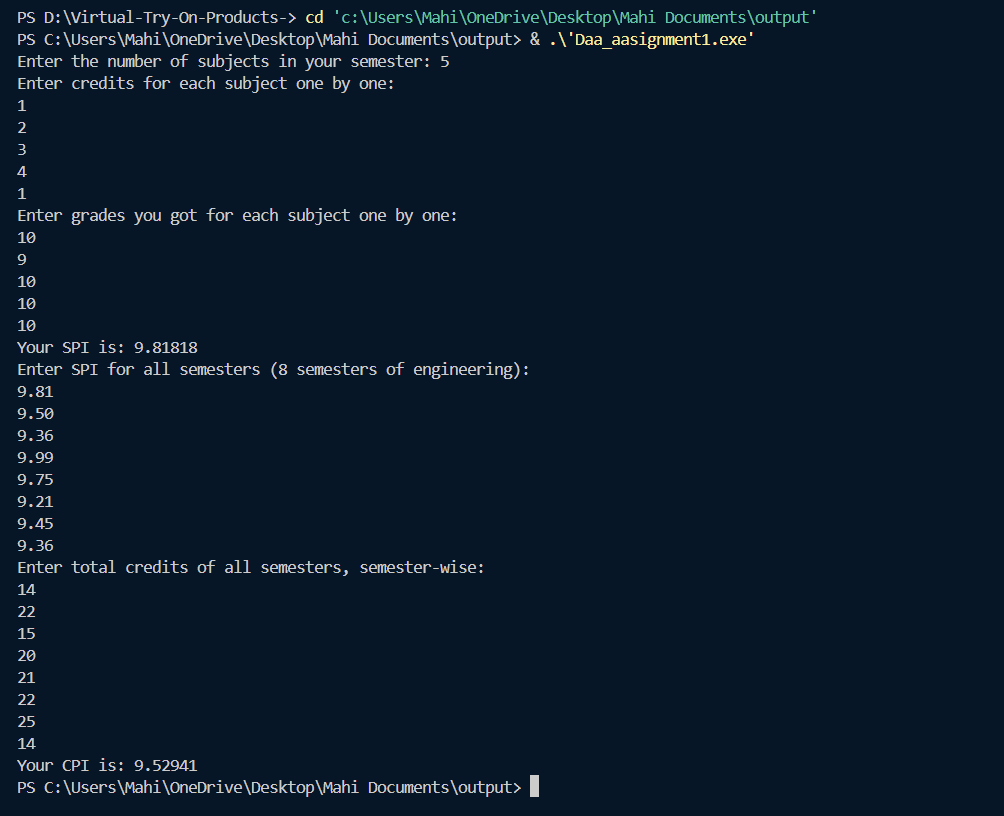 PS D:\Virtual-Try-On-Products-> cd 'c:\Users\Mahi\OneDrive\Desktop\Mahi Documents\output'
PS C:\Users\Mahi\OneDrive\Desktop\Mahi Documents\output> & .\'Daa_aasignment1.exe'
Enter the number of subjects in your semester: 5
Enter credits for each subject one by one:
1
2
3
4
1
Enter grades you got for each subject one by one:
10
9
10
10
10
Your SPI is: 9.81818
Enter SPI for all semesters (8 semesters of engineering):
9.81
9.50
9.36
9.99
9.75
9.21
9.45
9.36
Enter total credits of all semesters, semester-wise:
14
22
15
20
21
22
25
14
Your CPI is: 9.52941
PS C:\Users\Mahi\OneDrive\Desktop\Mahi Documents\output>